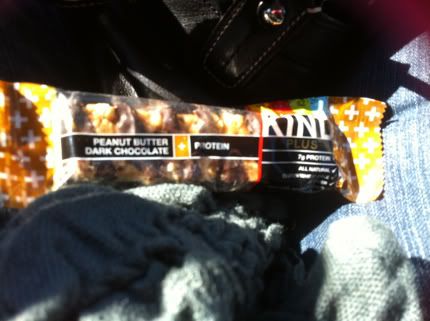 PEANUT BUTTER
DARK CHOCOLATE
+ PROTEIN
KIND
PLUS
7g PROTEIN
ALL NATURAL